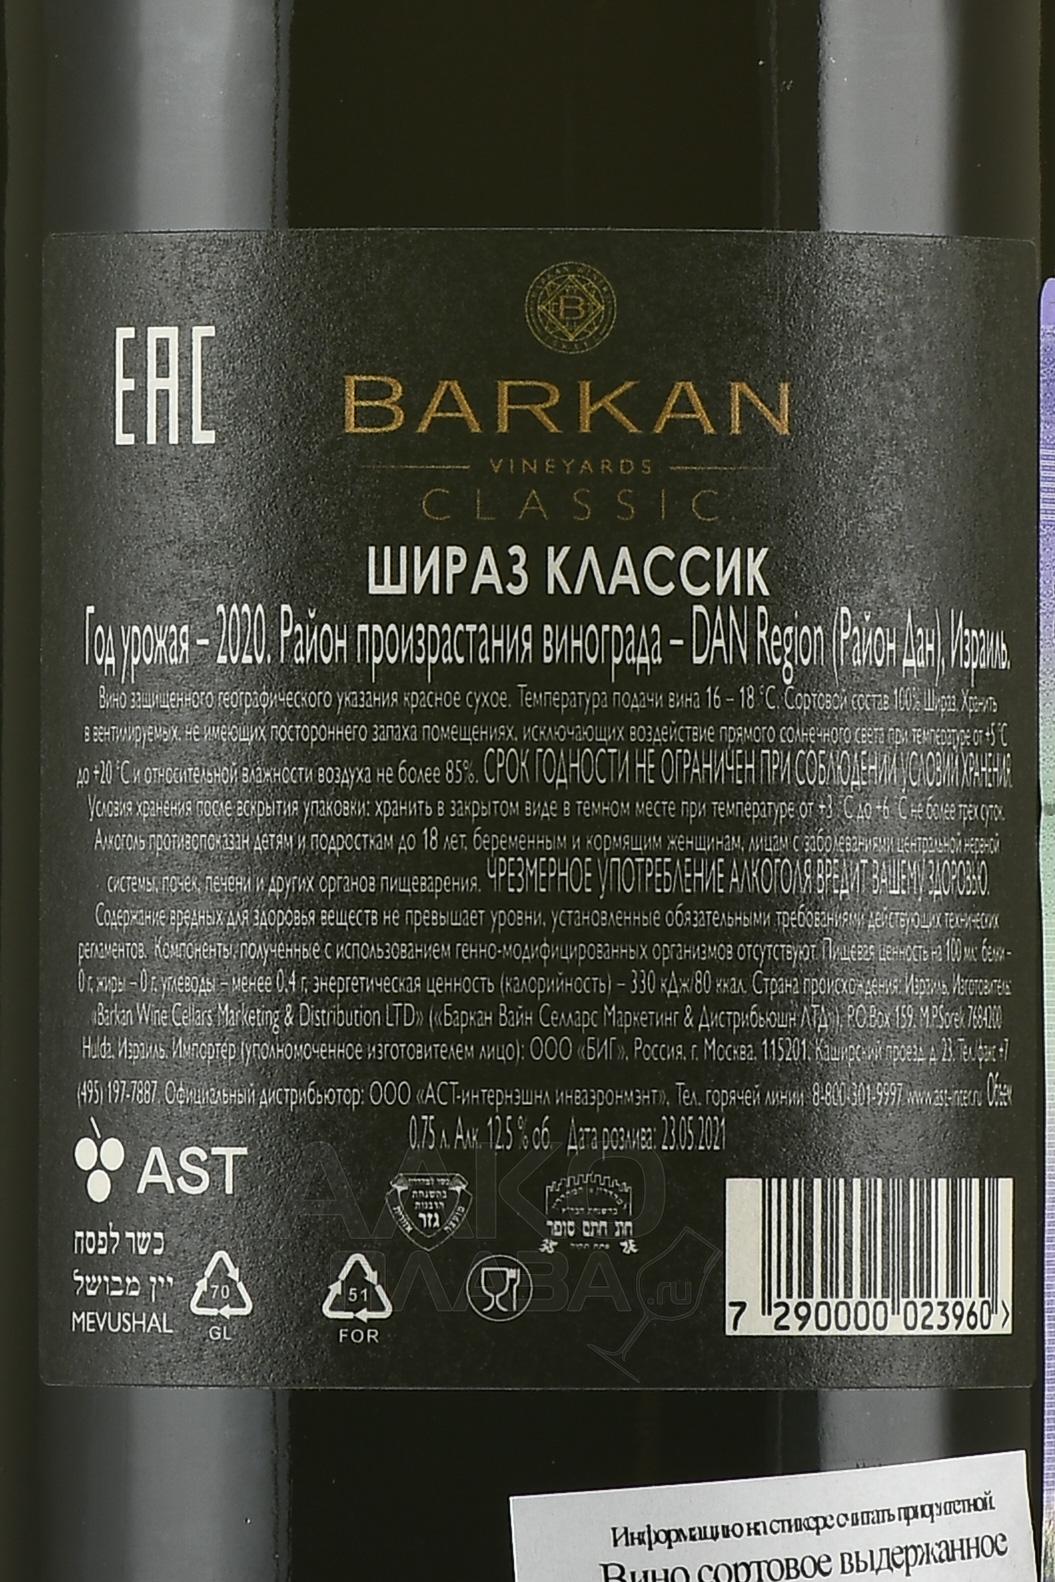 EAC
B
BARKAN
VINEYARDS
CLASSIC
ШИРАЗ КЛАССИК
Год урожая – 2020. Район произрастания винограда – DAN Region (Район Дан), Израиль.
Вино защищенного географического указания красное сухое. Температура подачи вина 16 – 18 °C. Сортовой состав 100% Шираз. Хранить
в вентилируемых, не имеющих постороннего запаха помещениях, исключающих воздействие прямого солнечного света при температуре от +5 °C
до +20 °C и относительной влажности воздуха не более 85%. СРОК ГОДНОСТИ НЕ ОГРАНИЧЕН ПРИ СОБЛЮДЕНИИ УСЛОВИЙ ХРАНЕНИЯ.
Условия хранения после вскрытия упаковки: хранить в закрытом виде в темном месте при температуре от +3 °C до +6 °C не более трех суток.
Алкоголь противопоказан детям и подросткам до 18 лет, беременным и кормящим женщинам, лицам с заболеваниями центральной нервной
системы, почек, печени и других органов пищеварения. ЧРЕЗМЕРНОЕ УПОТРЕБЛЕНИЕ АЛКОГОЛЯ ВРЕДИТ ВАШЕМУ ЗДОРОВЬЮ.
Содержание вредных для здоровья веществ не превышает уровни, установленные обязательными требованиями действующих технических
регламентов. Компоненты, полученные с использованием генно-модифицированных организмов отсутствуют. Пищевая ценность на 100 мл: белки –
0 г, жиры – 0 г, углеводы – менее 0,4 г, энергетическая ценность (калорийность) – 330 кДж/80 ккал. Страна происхождения: Израиль. Изготовитель:
«Barkan Wine Cellars Marketing & Distribution LTD» («Баркан Вайн Селларс Маркетинг & Дистрибьюшн ЛТД»), P.O.Box 159, M.P.Sorek 7684200
Hulda, Израиль. Импортёр (уполномоченное изготовителем лицо): ООО «БИГ», Россия, г. Москва, 115201, Каширский проезд, д. 23. Тел./факс +7
(495) 197-7887. Официальный дистрибьютор: ООО «АСТ-интернэшнл инваэронмэнт», Тел. горячей линии 8-800-301-9997 www.ast-inter.ru Объем
0.75 л. Алк. 12.5 % об. Дата розлива: 23.05.2021
AST
כשר לפסח
יין מבושל
MEVUSHAL
70
GL
51
FOR
בהשגחת
הרבנות
גזר
חת חתם סופר
АЛКО
ПЛАЗА.ru
7 290000 023960 >
Информацию на стикере считать приоритетной.
Вино сортовое выдержанное